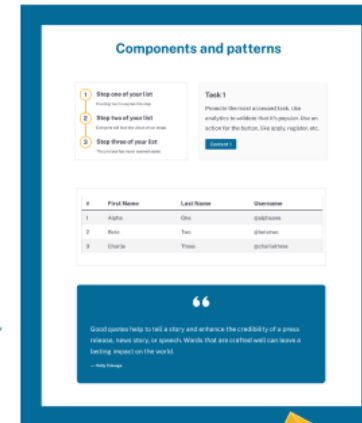 Components and patterns
1 Step one of your list
2 Step two of your list
3 Step three of your list
Task 1
Promote the most accessed task. Use
analytics to validate that it's popular. Use an
action for the button, like apply, register, etc.
# First Name Last Name Username
1 Alpha One @alphaone
2 Beta Two @betatwo
3 Charlie Three @charliethree
“
Good quotes help to tell a story and enhance the credibility of a press
release, news story, or speech. Words that are crafted well can leave a
lasting impact on the world.